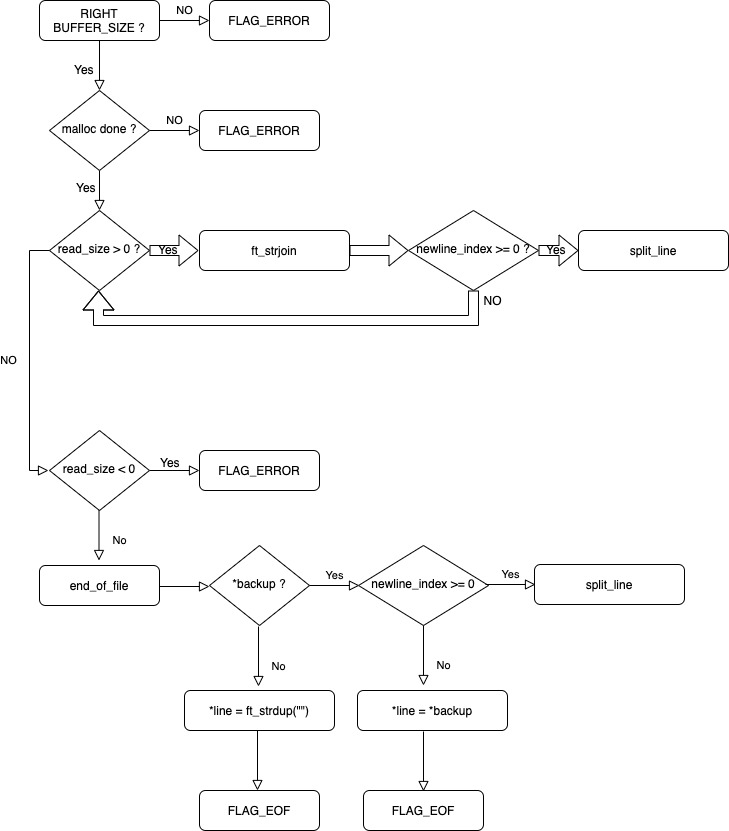 RIGHT
BUFFER_SIZE ?
NO
FLAG_ERROR
Yes
malloc done ?
NO
FLAG_ERROR
Yes
read_size > 0 ?
Yes
ft_strjoin
newline_index >= 0 ?
Yes
split_line
NO
NO
read_size < 0
Yes
FLAG_ERROR
No
end_of_file
*backup ?
Yes
newline_index >= 0
Yes
split_line
No
No
*line = ft_strdup("")
*line = *backup
FLAG_EOF
FLAG_EOF